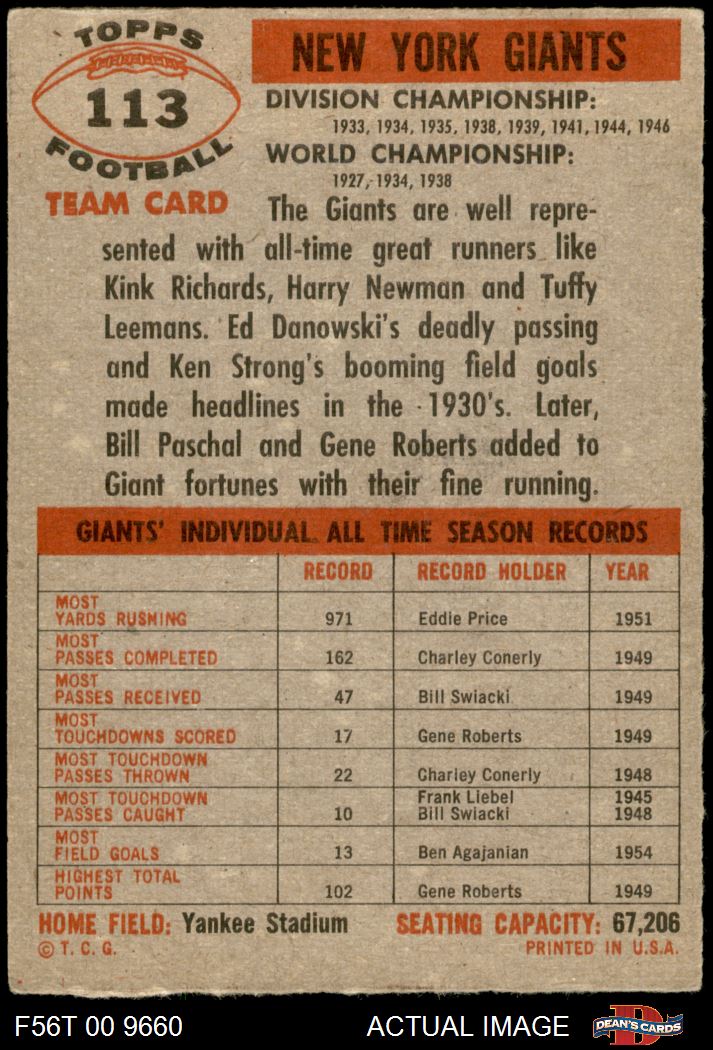 TOPPS
113
FOOTBALL
TEAM CARD
NEW YORK GIANTS
DIVISION CHAMPIONSHIP:
1933, 1934, 1935, 1938, 1939, 1941, 1944, 1946
WORLD CHAMPIONSHIP:
1927, 1934, 1938
The Giants are well repre-
sented with all-time great runners like
Kink Richards, Harry Newman and Tuffy
Leemans. Ed Danowski's deadly passing
and Ken Strong's booming field goals
made headlines in the 1930's. Later,
Bill Paschal and Gene Roberts added to
Giant fortunes with their fine running.
GIANTS' INDIVIDUAL ALL TIME SEASON RECORDS
RECORD RECORD HOLDER YEAR
MOST
YARDS RUSHING 971 Eddie Price 1951
MOST
PASSES COMPLETED 162 Charley Conerly 1949
MOST
PASSES RECEIVED 47 Bill Swiacki 1949
MOST
TOUCHDOWNS SCORED 17 Gene Roberts 1949
MOST TOUCHDOWN
PASSES THROWN 22 Charley Conerly 1948
MOST TOUCHDOWN Frank Liebel 1945
PASSES CAUGHT 10 Bill Swiacki 1948
MOST
FIELD GOALS 13 Ben Agajanian 1954
HIGHEST TOTAL
POINTS 102 Gene Roberts 1949
HOME FIELD: Yankee Stadium SEATING CAPACITY: 67,206
© T. C. G. PRINTED IN U.S.A.
F56T 00 9660 ACTUAL IMAGE DEAN'S CARDS